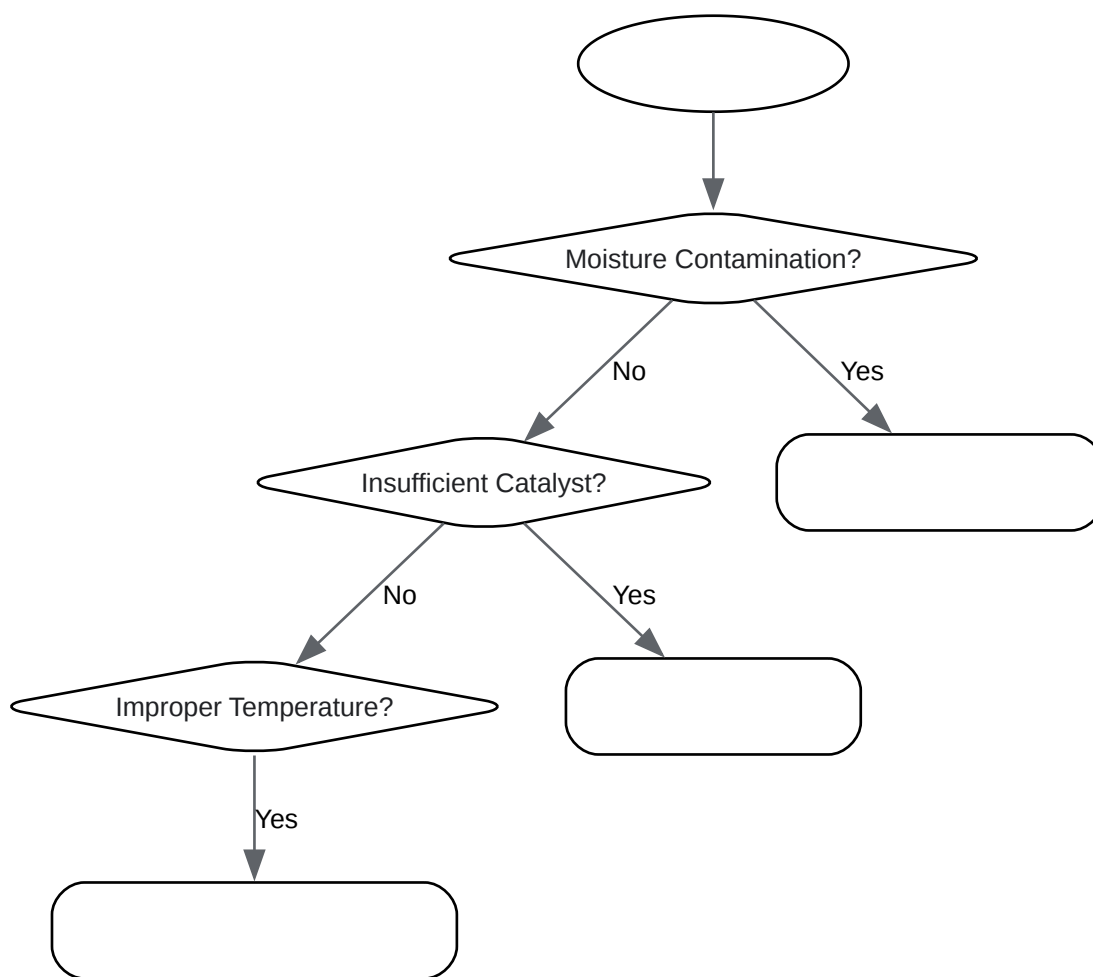 Moisture Contamination?
No
Yes
Insufficient Catalyst?
No
Yes
Improper Temperature?
Yes